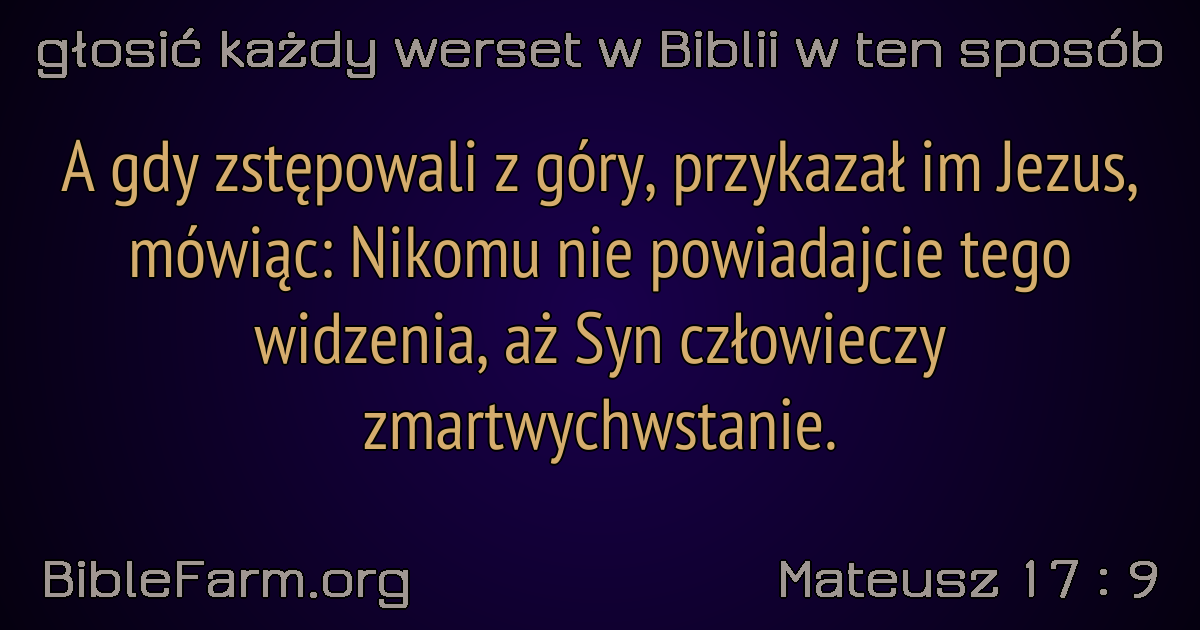 głosić każdy werset w Biblii w ten sposób
A gdy zstępowali z góry, przykazał im Jezus,
mówiąc: Nikomu nie powiadajcie tego
widzenia, aż Syn człowieczy
zmartwychwstanie.
BibleFarm.org
Mateusz 17 : 9